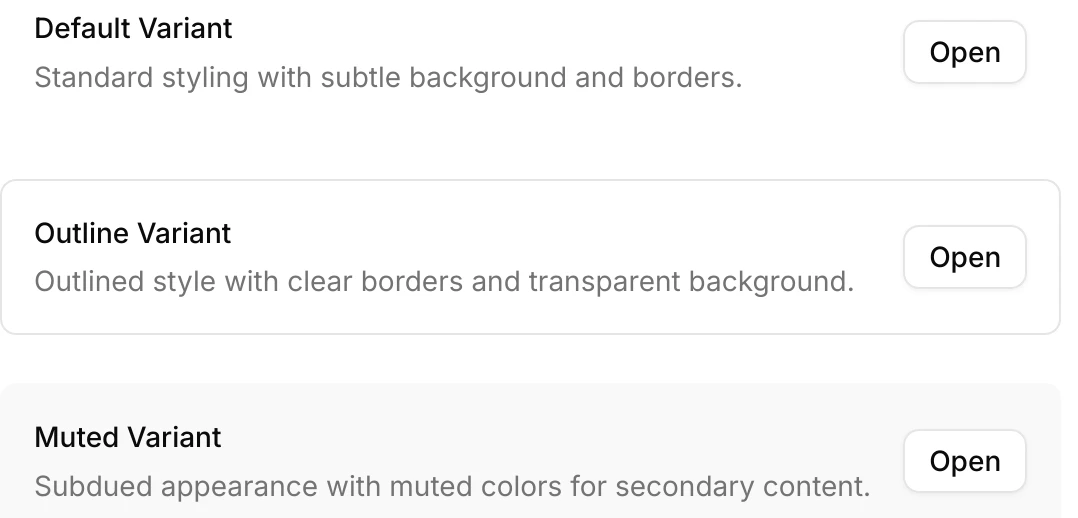 Default Variant
Standard styling with subtle background and borders.
Open
Outline Variant
Outlined style with clear borders and transparent background.
Open
Muted Variant
Subdued appearance with muted colors for secondary content.
Open